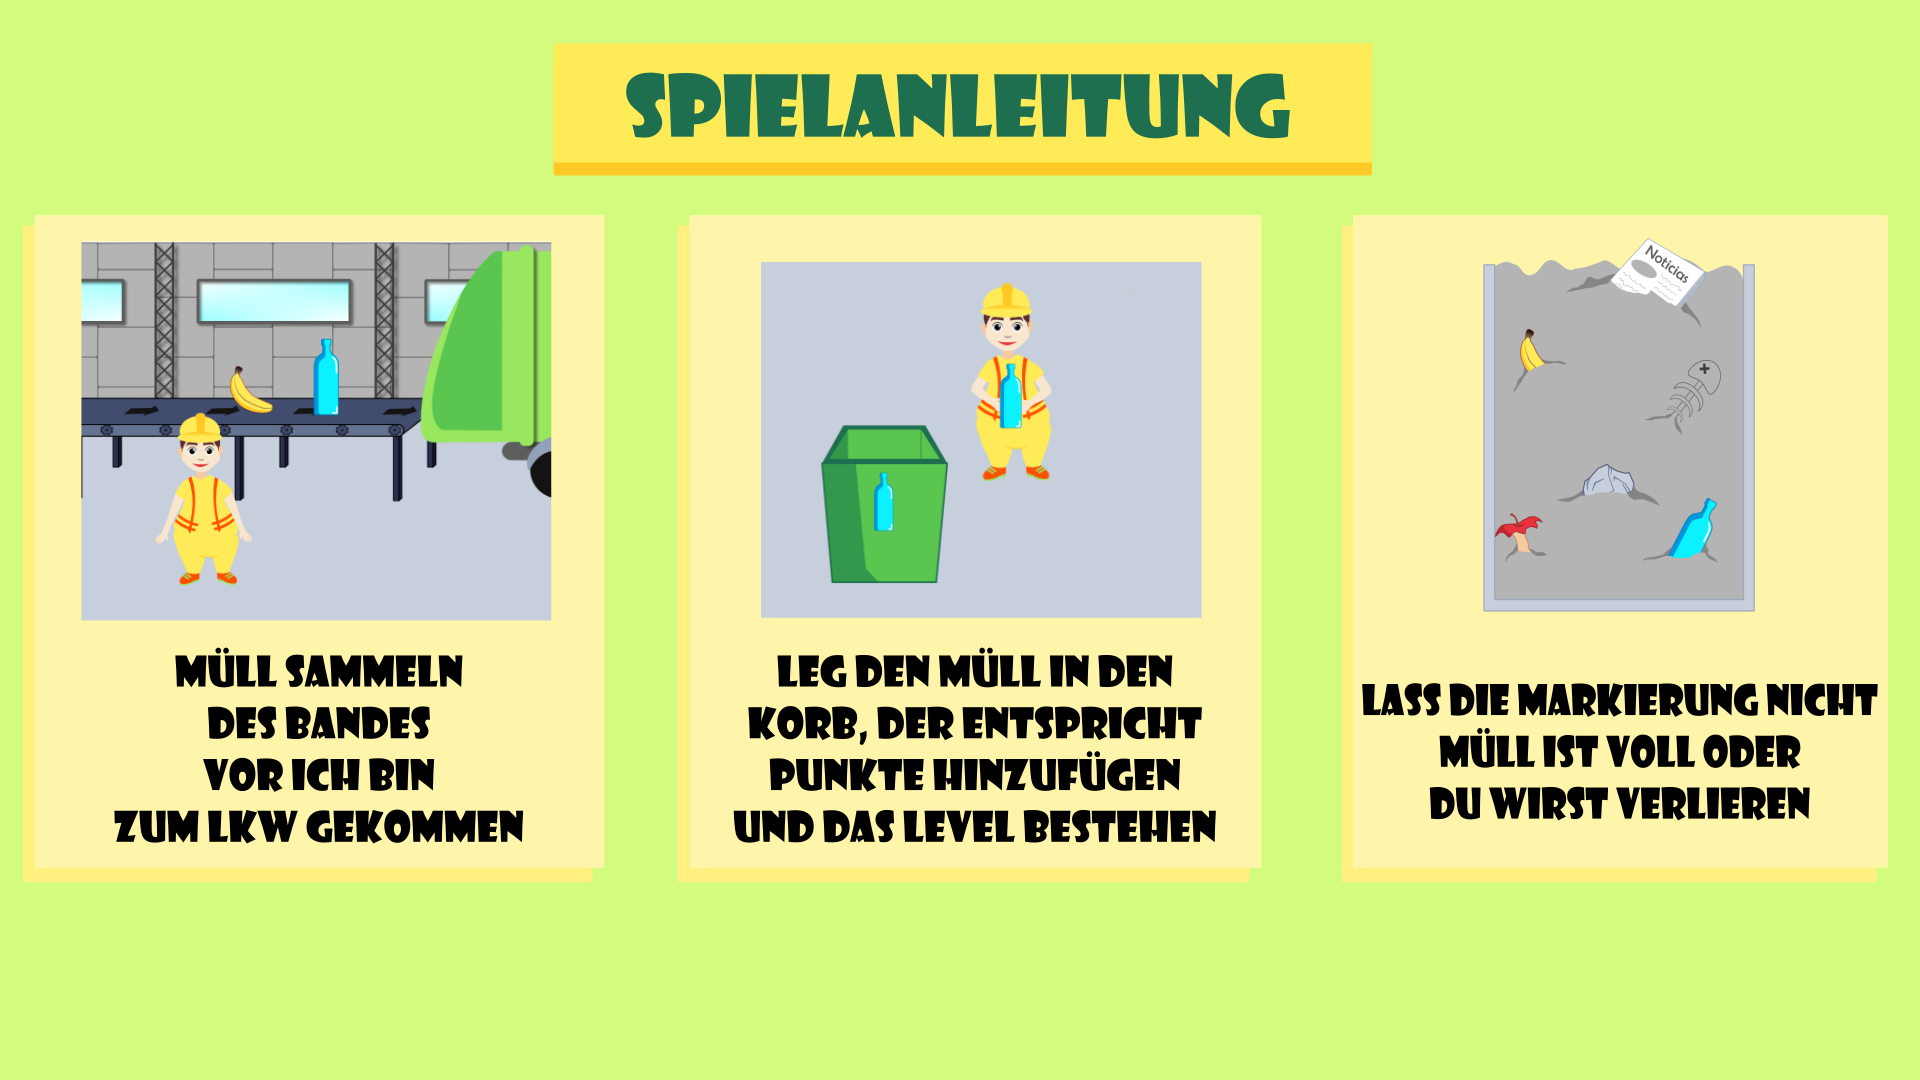 SPIELANLEITUNG
Noticias
MÜLL SAMMELN
DES BANDES
VOR ICH BIN
ZUM LKW GEKOMMEN
LEG DEN MÜLL IN DEN
KORB, DER ENTSPRICHT
PUNKTE HINZUFÜGEN
UND DAS LEVEL BESTEHEN
LASS DIE MARKIERUNG NICHT
MÜLL IST VOLL ODER
DU WIRST VERLIEREN